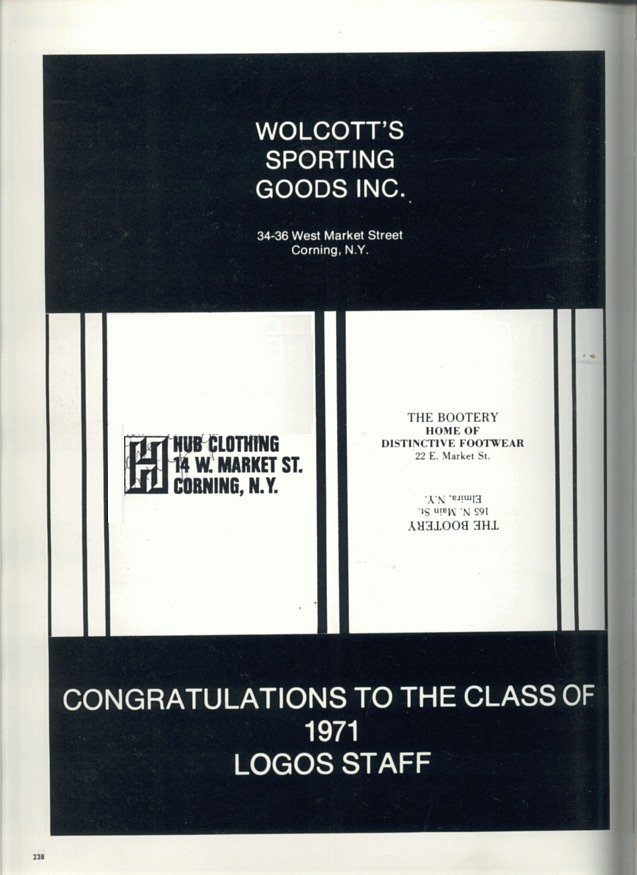 WOLCOTT'S
SPORTING
GOODS INC.
34-36 West Market Street
Corning, N.Y.
H HUB CLOTHING
14 W. MARKET ST.
CORNING, N.Y.
THE BOOTERY
HOME OF
DISTINCTIVE FOOTWEAR
22 E. Market St.
THE BOOTERY
165 N. Main St.
Elmira, N.Y.
CONGRATULATIONS TO THE CLASS OF
1971
LOGOS STAFF
238